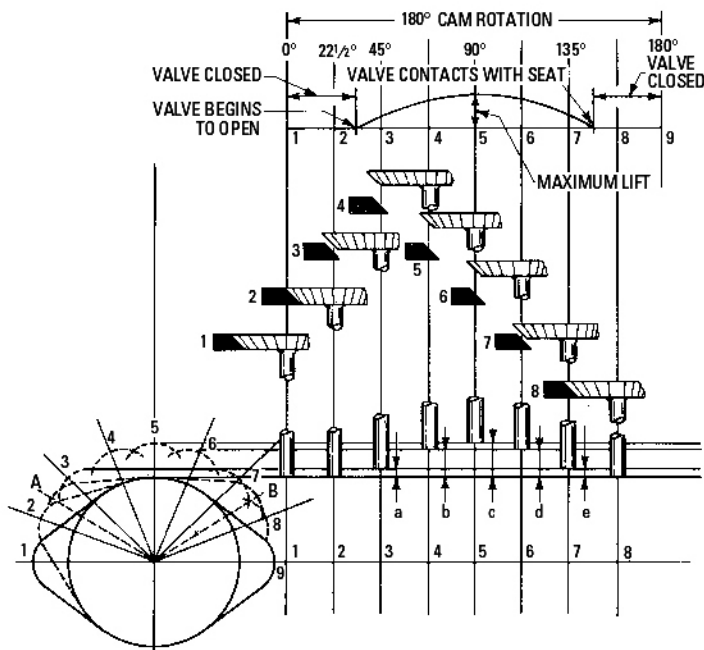 180° CAM ROTATION
0° 22½° 45° 90° 135° 180°
VALVE CLOSED
VALVE CONTACTS WITH SEAT
VALVE
CLOSED
VALVE BEGINS
TO OPEN
1 2 3 4 5 6 7 8 9
MAXIMUM LIFT
4
3
5
2
6
1
7
8
5
4
6
3
7
A
B
2
8
a b c d e
1
9
1 2 3 4 5 6 7 8